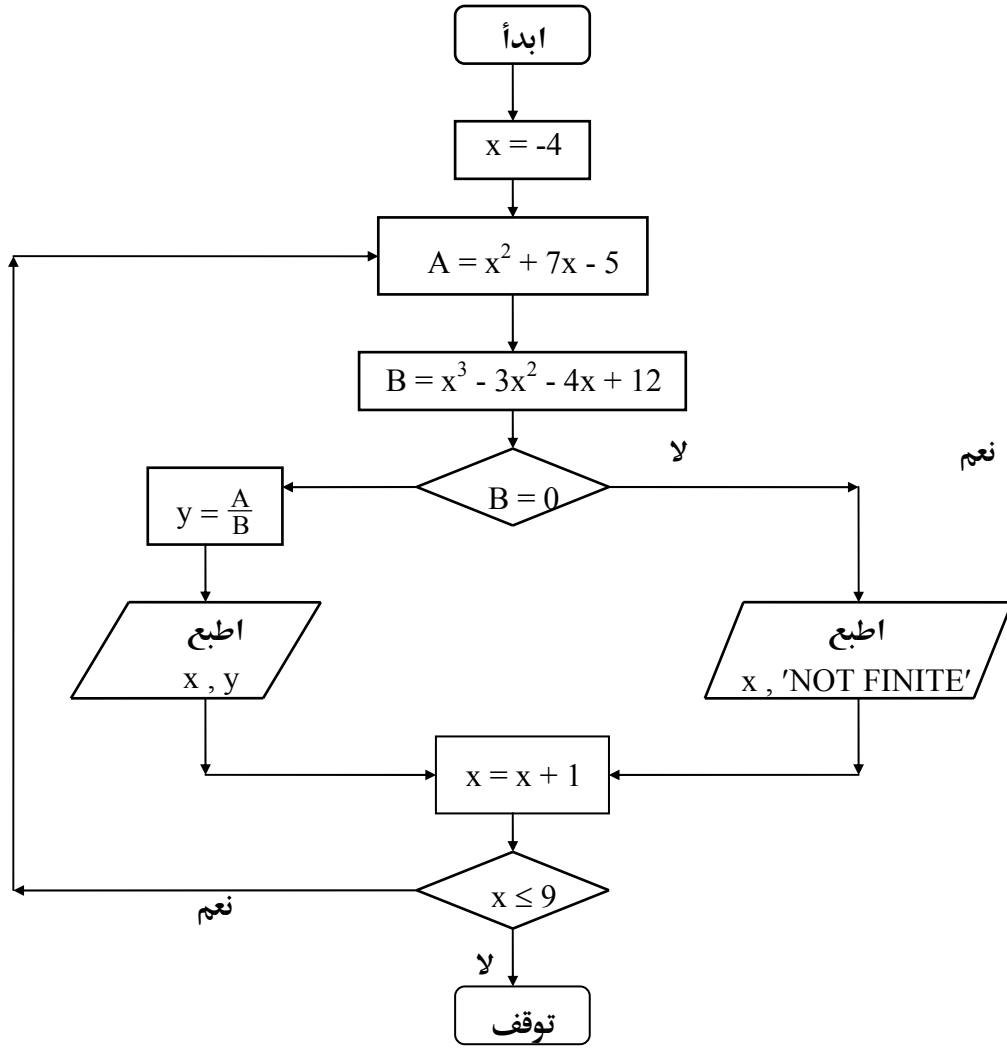 ابدأ
x = -4
A = x² + 7x - 5
B = x³ - 3x² - 4x + 12
لا
نعم
B = 0
y = A/B
اطبع
x , y
اطبع
x , 'NOT FINITE'
x = x + 1
x ≤ 9
نعم
لا
توقف